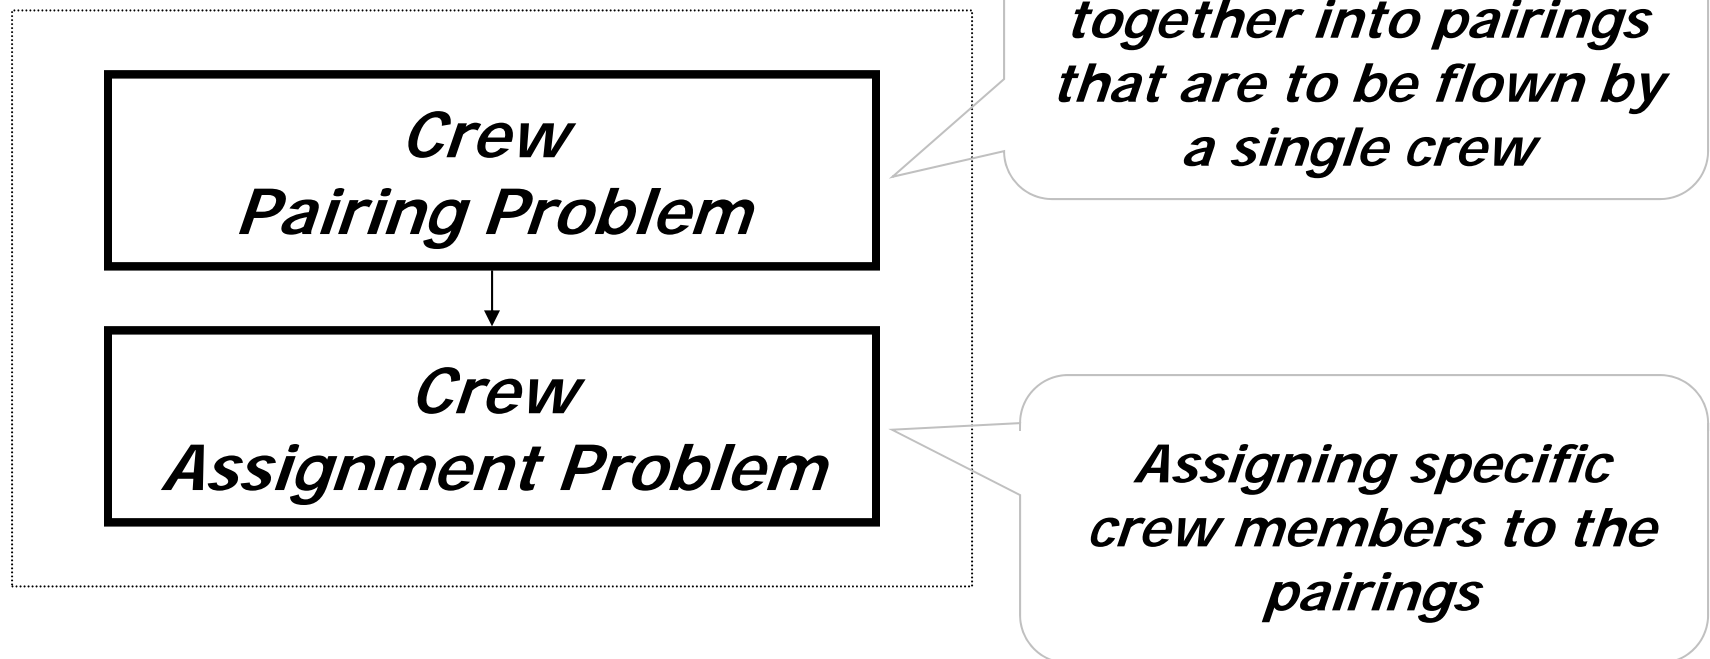 Crew
Pairing Problem
together into pairings
that are to be flown by
a single crew
Crew
Assignment Problem
Assigning specific
crew members to the
pairings